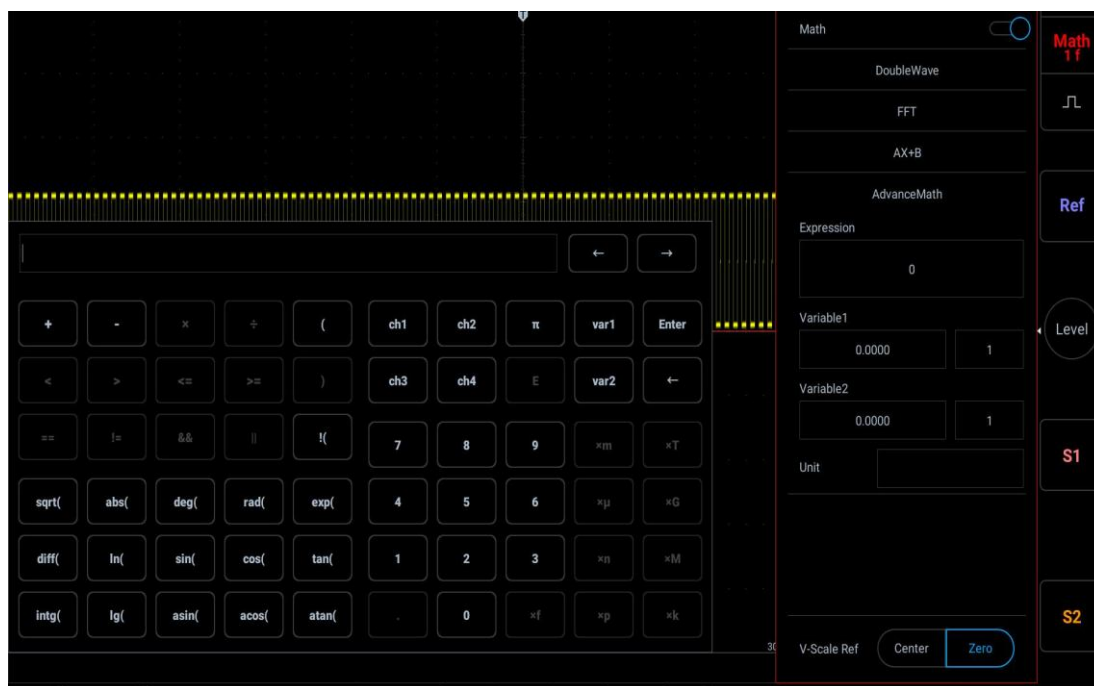 T
Math
DoubleWave
FFT
AX+B
AdvanceMath
Expression
0
Variable1
0.0000 1
Variable2
0.0000 1
Unit
V-Scale Ref Center Zero
Math
1 f
Ref
Level
S1
S2
← →
+ - × ÷ ( ch1 ch2 π var1 Enter
< > <= >= ) ch3 ch4 E var2 ←
== != && || !( 7 8 9 ×m ×T
sqrt( abs( deg( rad( exp( 4 5 6 ×μ ×G
diff( ln( sin( cos( tan( 1 2 3 ×n ×M
intg( lg( asin( acos( atan( . 0 ×f ×p ×k
30